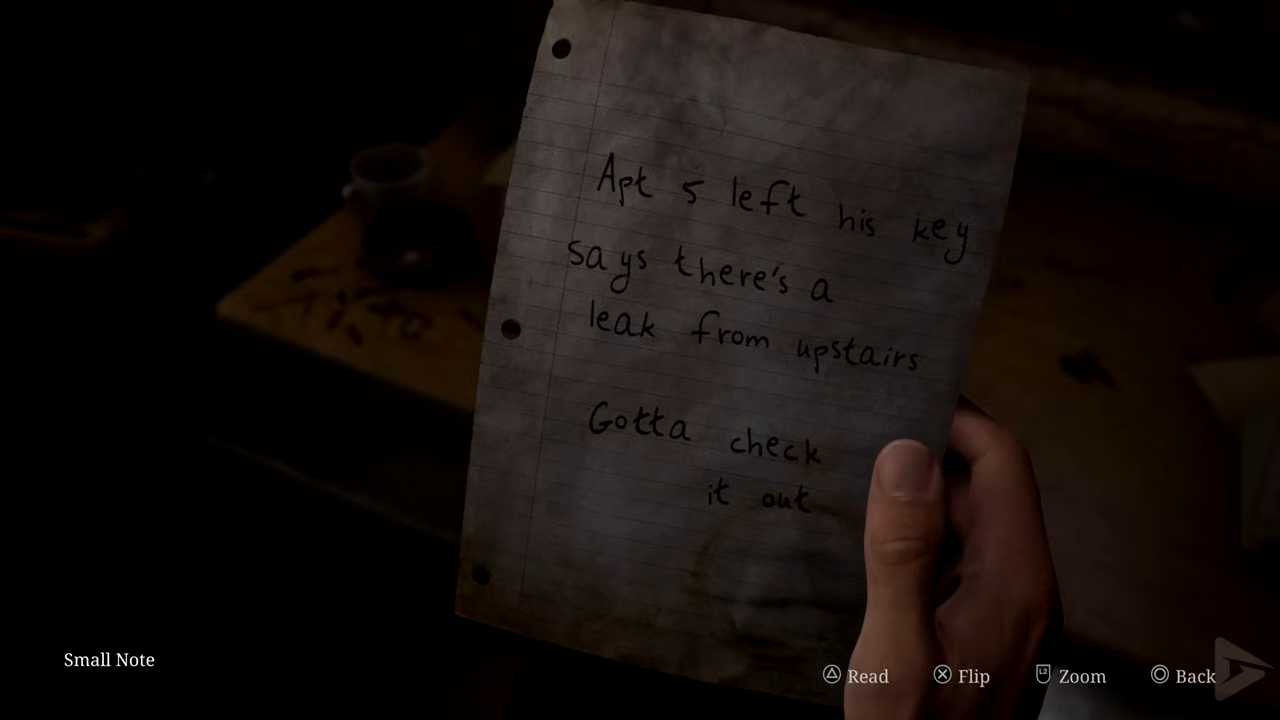 Apt 5 left his key
says there's a
leak from upstairs
Gotta check
it out
Small Note
Read
Flip
L2
Zoom
Back